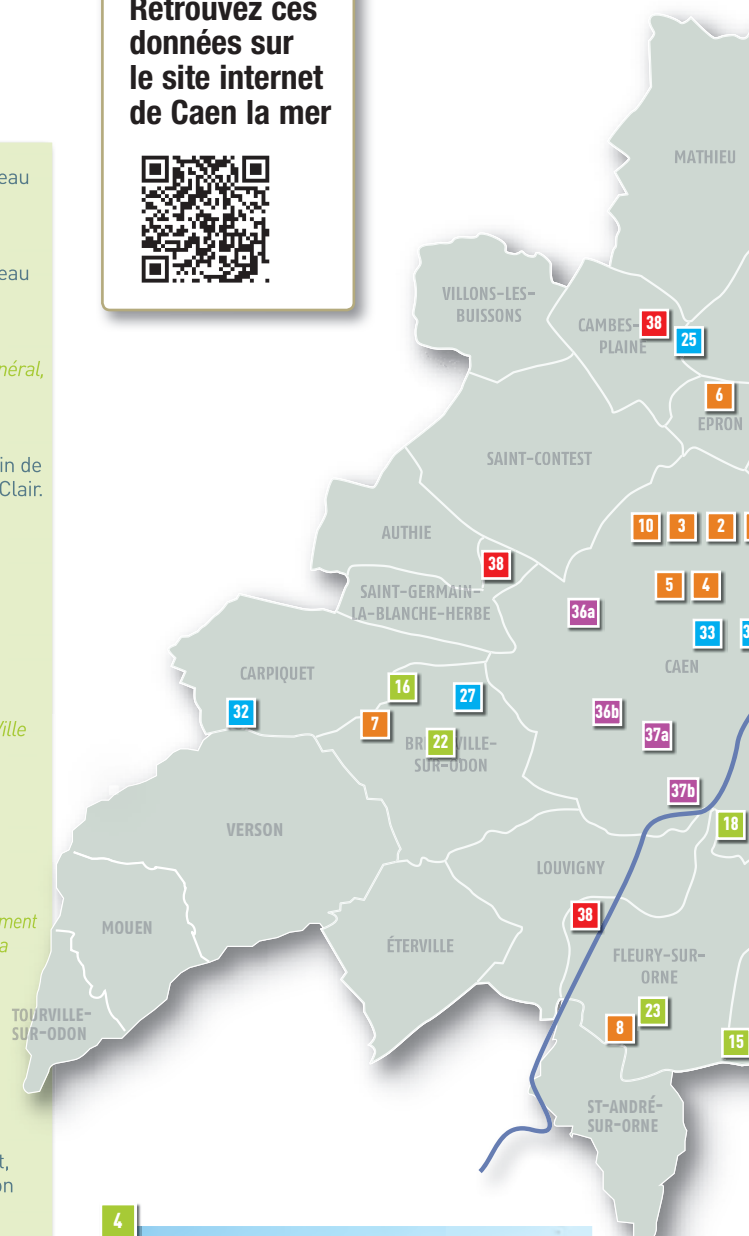 Retrouvez ces
données sur
le site internet
de Caen la mer
eau
eau
néral,
in de
Clair.
Ville
ment
a
t,
on
MATHIEU
VILLONS-LES-
BUISSONS
CAMBES-
PLAINE
38
25
6
EPRON
SAINT-CONTEST
AUTHIE
10
3
2
38
SAINT-GERMAIN-
LA-BLANCHE-HERBE
5
4
36a
33
3
CAEN
CARPIQUET
16
27
32
7
36b
22
37a
VILLE-
SUR-ODON
37b
18
VERSON
LOUVIGNY
38
MOUEN
ÉTERVILLE
FLEURY-SUR-
ORNE
23
8
15
TOURVILLE-
SUR-ODON
ST-ANDRÉ-
SUR-ORNE
4